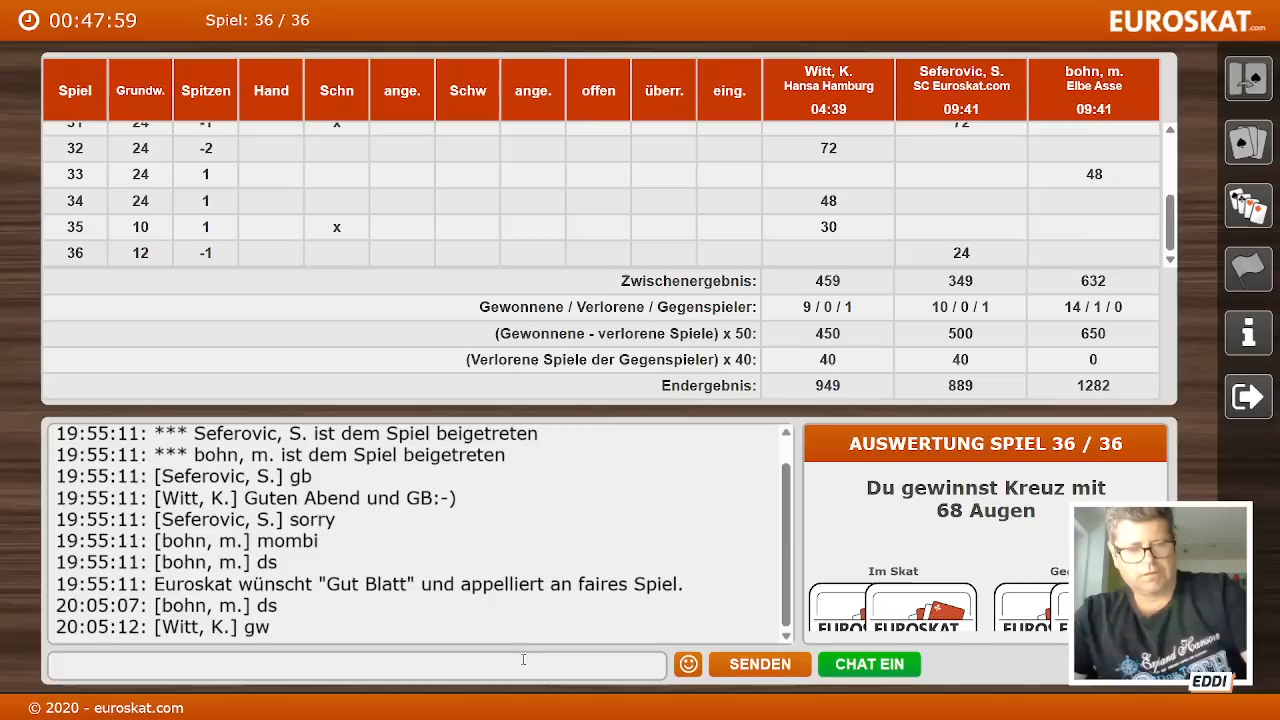 00:47:59 Spiel: 36 / 36 EUROSKAT.com
Spiel Grundw. Spitzen Hand Schn ange. Schw ange. offen überr. eing. Witt, K. Hansa Hamburg 04:39 Seferovic, S. SC Euroskat.com 09:41 bohn, m. Elbe Asse 09:41
31 24 -1 x 72
32 24 -2 72
33 24 1 48
34 24 1 48
35 10 1 x 30
36 12 -1 24
Zwischenergebnis: 459 349 632
Gewonnene / Verlorene / Gegenspieler: 9 / 0 / 1 10 / 0 / 1 14 / 1 / 0
(Gewonnene - verlorene Spiele) x 50: 450 500 650
(Verlorene Spiele der Gegenspieler) x 40: 40 40 0
Endergebnis: 949 889 1282
19:55:11: *** Seferovic, S. ist dem Spiel beigetreten
19:55:11: *** bohn, m. ist dem Spiel beigetreten
19:55:11: [Seferovic, S.] gb
19:55:11: [Witt, K.] Guten Abend und GB:-)
19:55:11: [Seferovic, S.] sorry
19:55:11: [bohn, m.] mombi
19:55:11: [bohn, m.] ds
19:55:11: Euroskat wünscht "Gut Blatt" und appelliert an faires Spiel.
20:05:07: [bohn, m.] ds
20:05:12: [Witt, K.] gw
SENDEN CHAT EIN
AUSWERTUNG SPIEL 36 / 36
Du gewinnst Kreuz mit
68 Augen
Im Skat
EUROSKAT
England
EDDI
© 2020 - euroskat.com